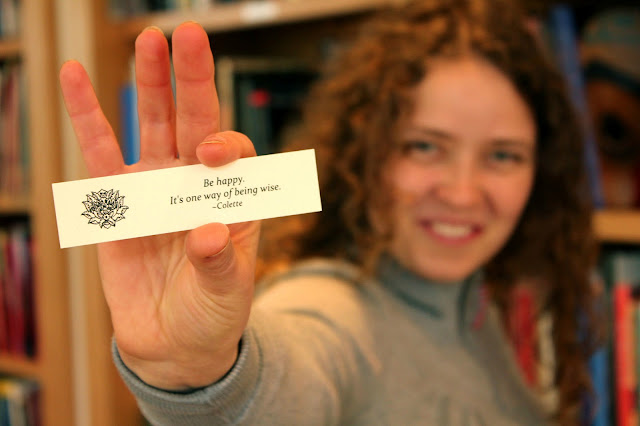 Be happy.
It's one way of being wise.
~Colette